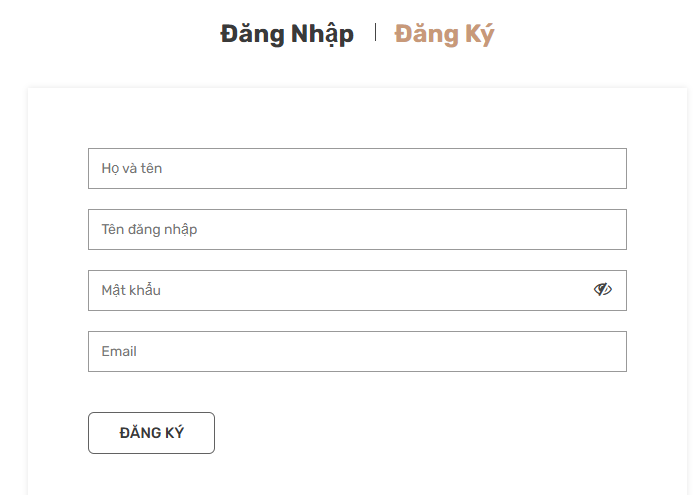 Đăng Nhập | Đăng Ký
Họ và tên
Tên đăng nhập
Mật khẩu
Email
ĐĂNG KÝ